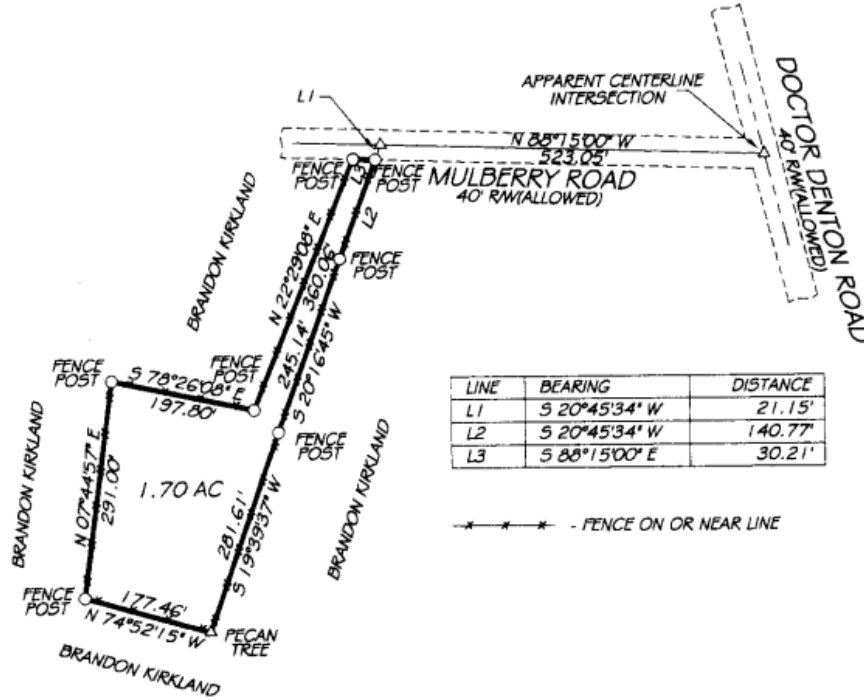 L1
APPARENT CENTERLINE
INTERSECTION
N 88°15'00" W
523.05'
MULBERRY ROAD
40' R/W(ALLOWED)
DOCTOR DENTON ROAD
40' R/W(ALLOWED)
FENCE
POST
L3
FENCE
POST
L2
BRANDON KIRKLAND
N 22°29'08" E
360.06'
FENCE
POST
245.14'
S 20°16'45" W
FENCE
POST
S 78°26'08" E
197.80'
FENCE
POST
FENCE
POST
BRANDON KIRKLAND
N 07°44'57" E
291.00'
1.70 AC
281.61'
S 19°39'37" W
BRANDON KIRKLAND
FENCE
POST
177.46'
N 74°52'15" W
PECAN
TREE
BRANDON KIRKLAND
LINE BEARING DISTANCE
L1 S 20°45'34" W 21.15'
L2 S 20°45'34" W 140.77'
L3 S 88°15'00" E 30.21'
- FENCE ON OR NEAR LINE